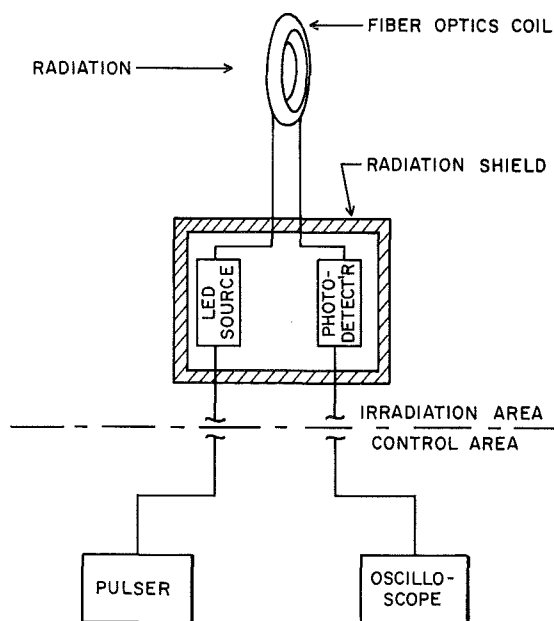 FIBER OPTICS COIL
RADIATION
RADIATION SHIELD
LED
SOURCE
PHOTO-
DETECT'R
IRRADIATION AREA
CONTROL AREA
PULSER
OSCILLO-
SCOPE